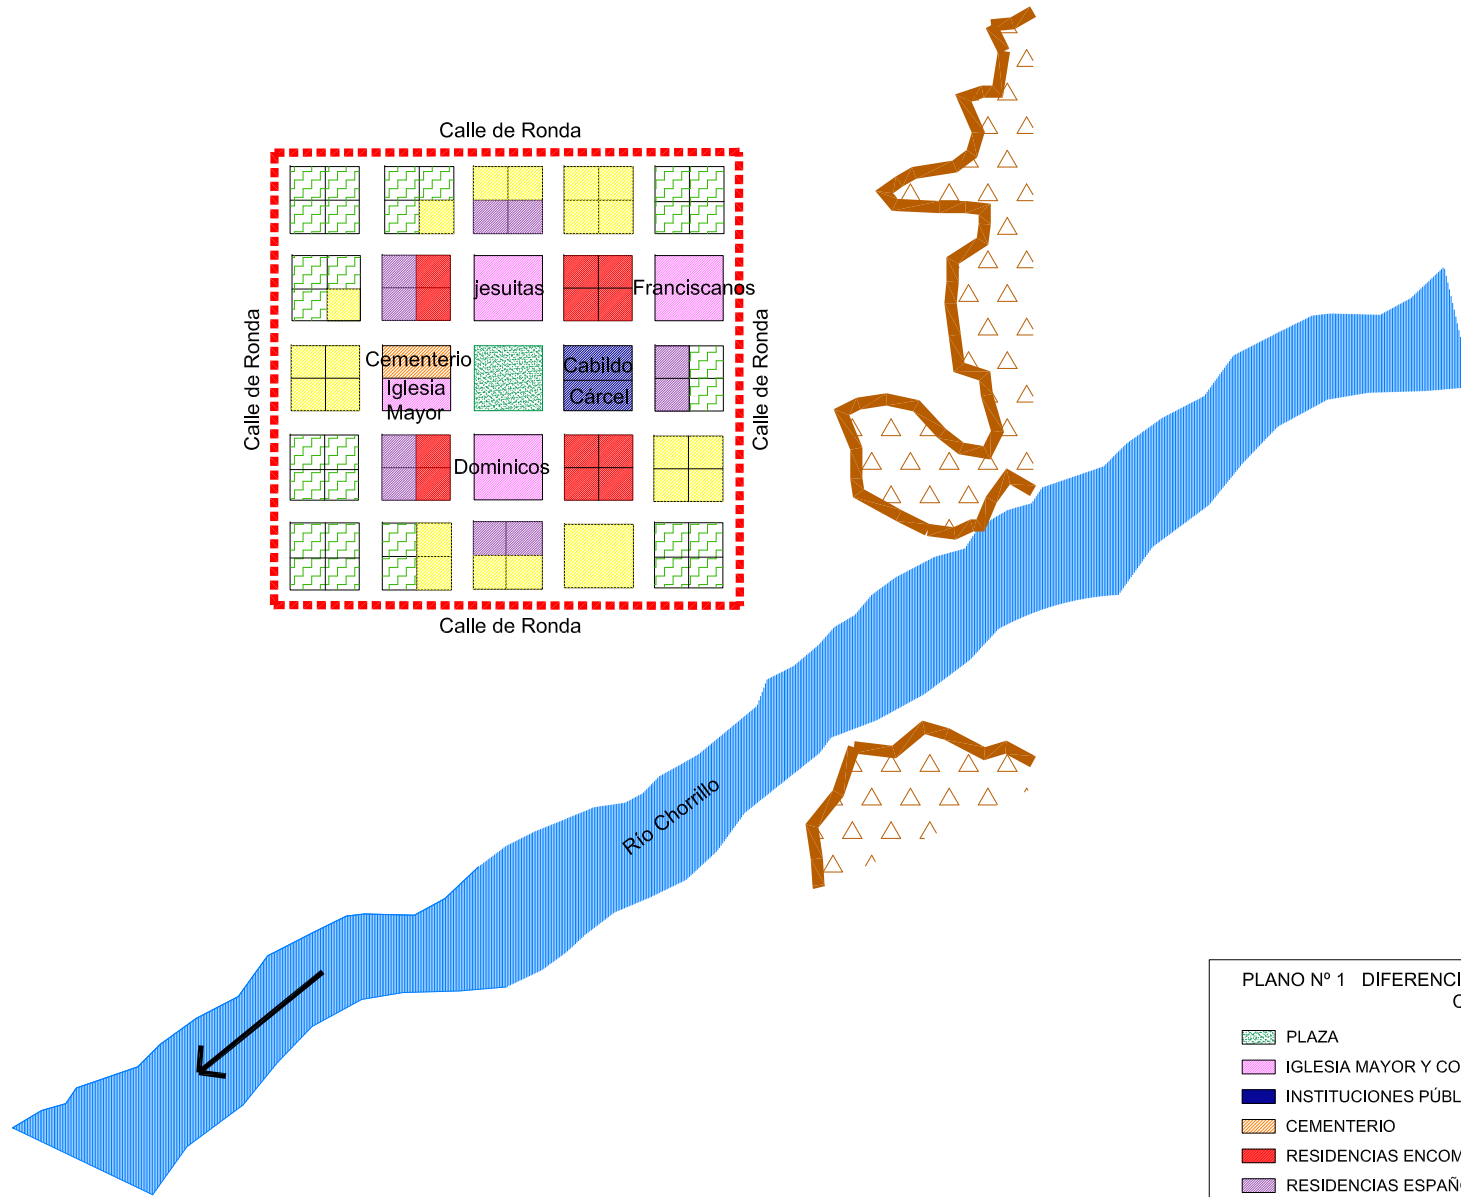 Calle de Ronda
Calle de Ronda
jesuitas
Franciscanos
Cementerio
Iglesia
Mayor
Cabildo
Cárcel
Calle de Ronda
Dominicos
Calle de Ronda
Río Chorrillo
PLANO Nº 1 DIFERENCI
C
PLAZA
IGLESIA MAYOR Y CO
INSTITUCIONES PÚBL
CEMENTERIO
RESIDENCIAS ENCOM
RESIDENCIAS ESPAÑO